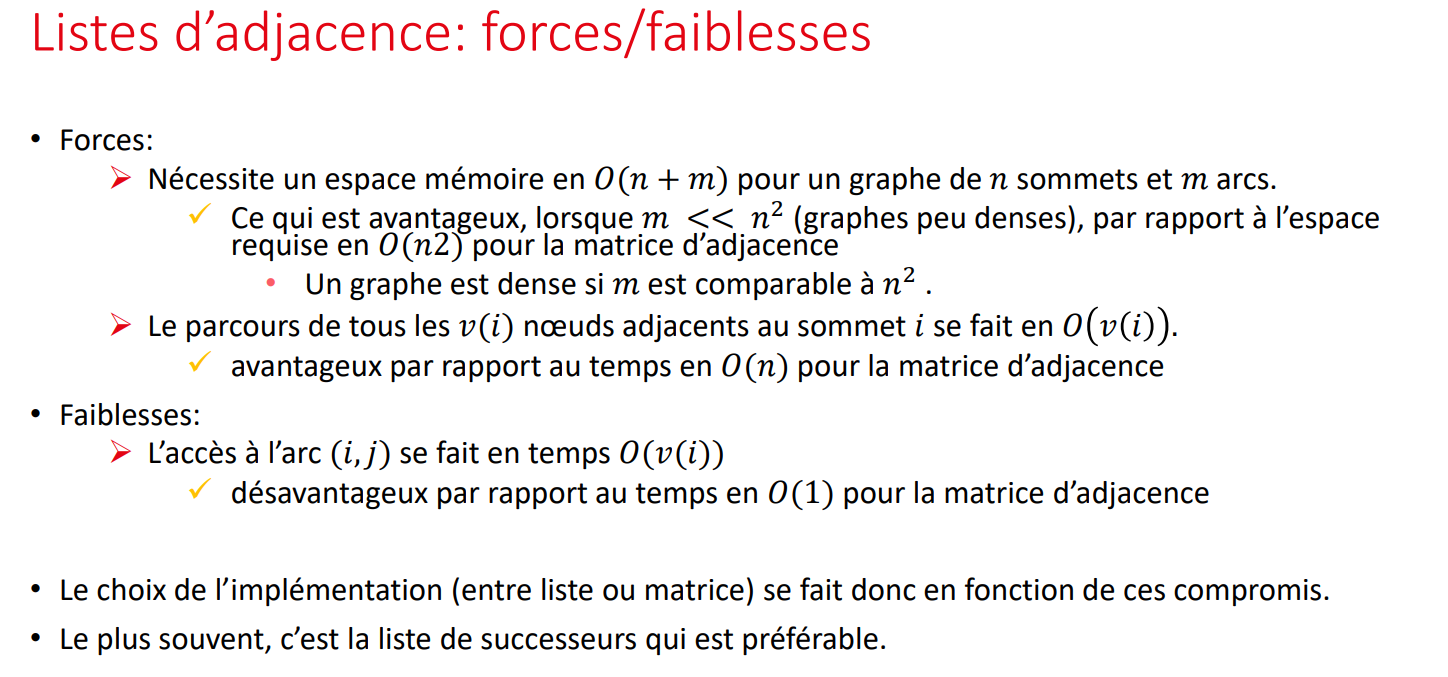 Listes d'adjacence: forces/faiblesses
• Forces:
➢ Nécessite un espace mémoire en O(n + m) pour un graphe de n sommets et m arcs.
✓ Ce qui est avantageux, lorsque m << n² (graphes peu denses), par rapport à l'espace
requise en O(n2) pour la matrice d'adjacence
• Un graphe est dense si m est comparable à n² .
➢ Le parcours de tous les v(i) nœuds adjacents au sommet i se fait en O(v(i)).
✓ avantageux par rapport au temps en O(n) pour la matrice d'adjacence
• Faiblesses:
➢ L'accès à l'arc (i, j) se fait en temps O(v(i))
✓ désavantageux par rapport au temps en O(1) pour la matrice d'adjacence
• Le choix de l'implémentation (entre liste ou matrice) se fait donc en fonction de ces compromis.
• Le plus souvent, c'est la liste de successeurs qui est préférable.